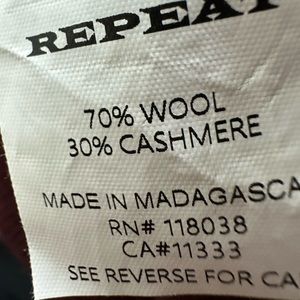 REPEAT
70% WOOL
30% CASHMERE
MADE IN MADAGASCA
RN# 118038
CA#11333
SEE REVERSE FOR CA